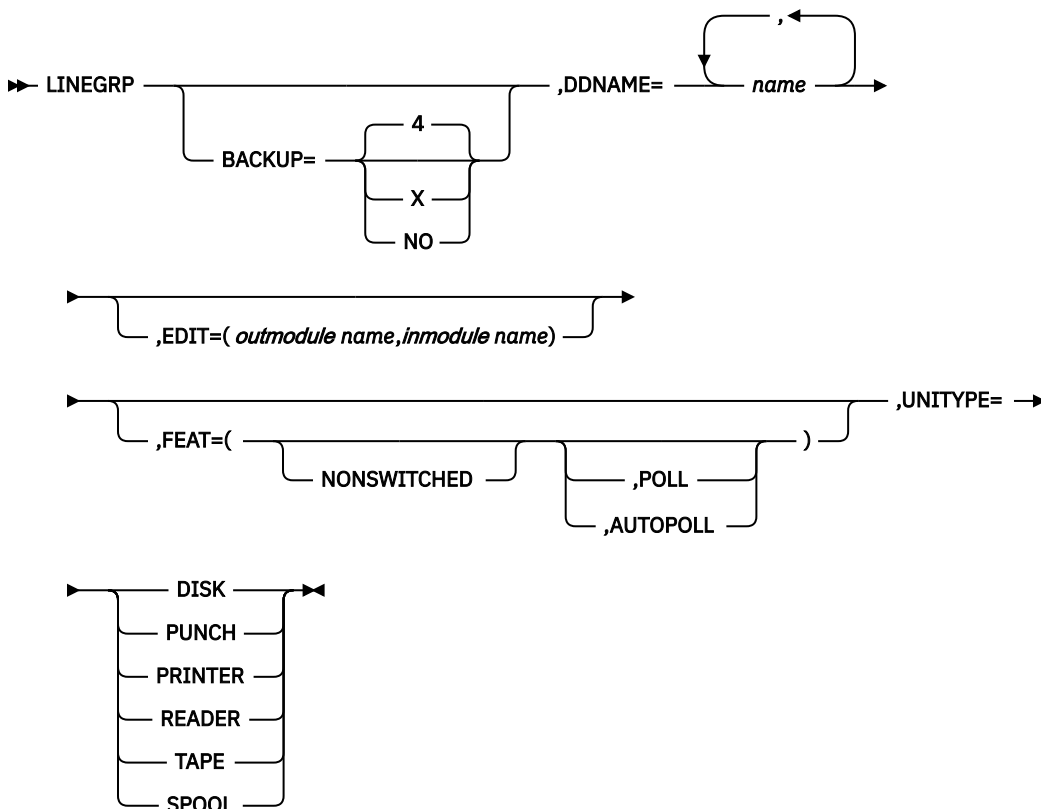 ,
LINEGRP ,DDNAME= name
4
BACKUP=
X
NO
,EDIT=( outmodule name,inmodule name)
,UNITYPE=
,FEAT=( )
NONSWITCHED ,POLL
,AUTOPOLL
DISK
PUNCH
PRINTER
READER
TAPE
SPOOL